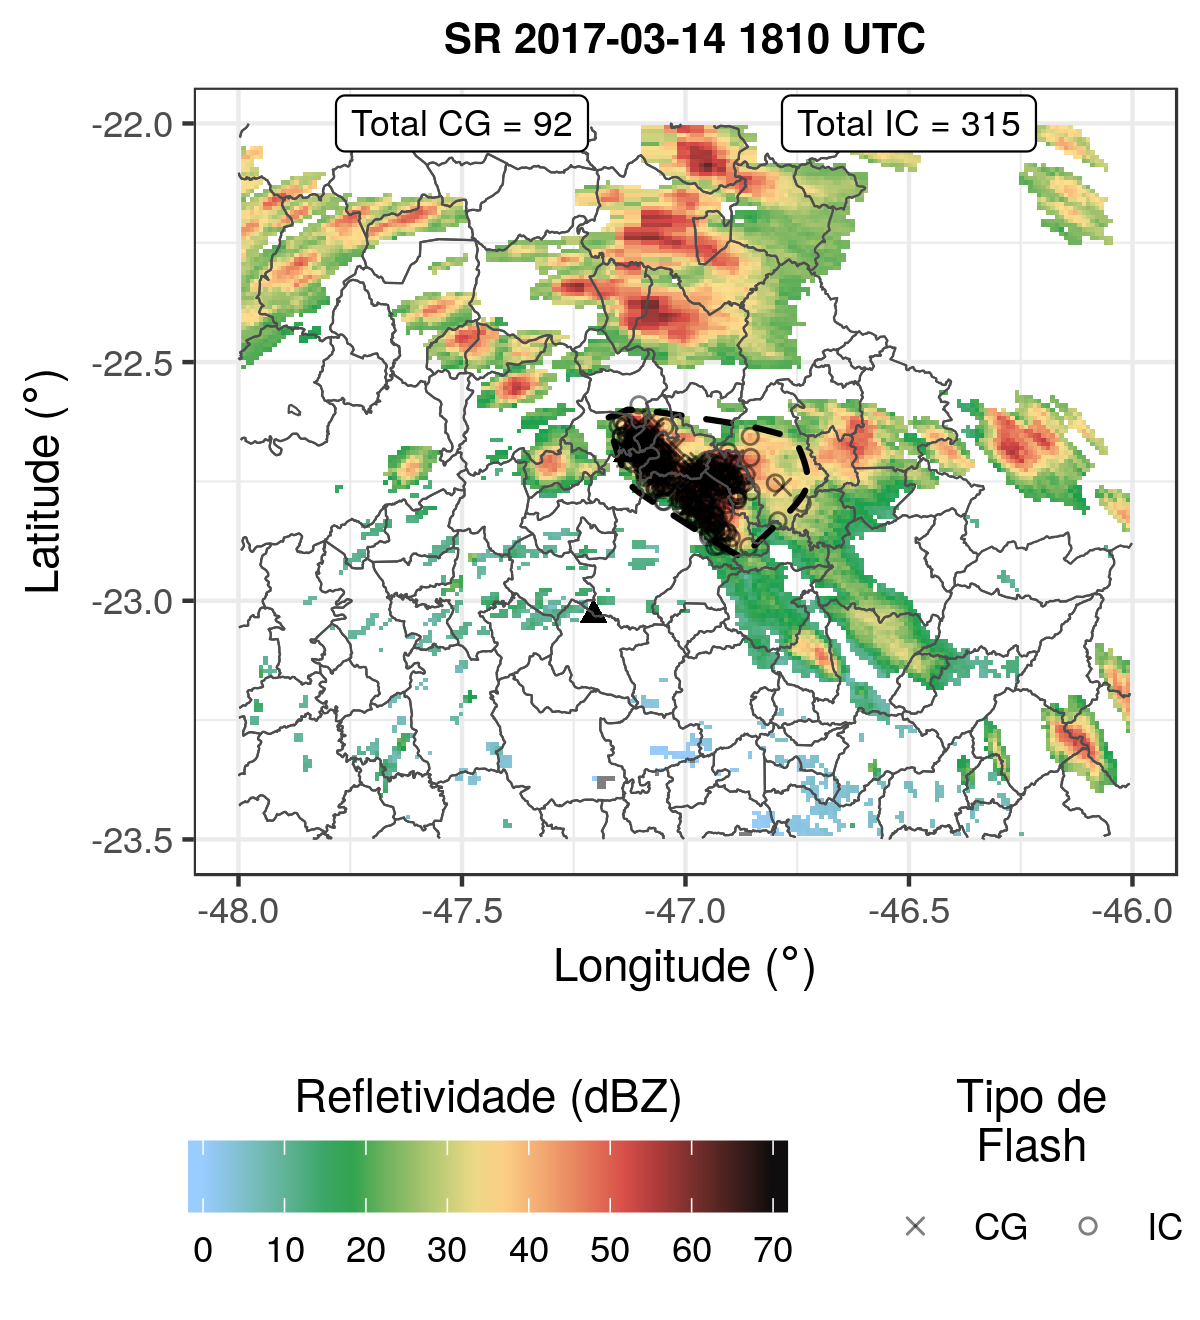 SR 2017-03-14 1810 UTC
Total CG = 92
Total IC = 315
-22.0
-22.5
-23.0
-23.5
Latitude (°)
-48.0 -47.5 -47.0 -46.5 -46.0
Longitude (°)
Refletividade (dBZ)
0 10 20 30 40 50 60 70
Tipo de
Flash
CG IC